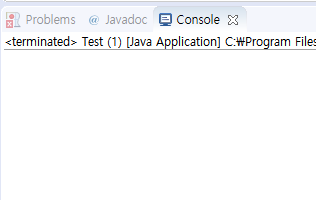 Problems @ Javadoc Console
<terminated> Test (1) [Java Application] C:₩Program Files